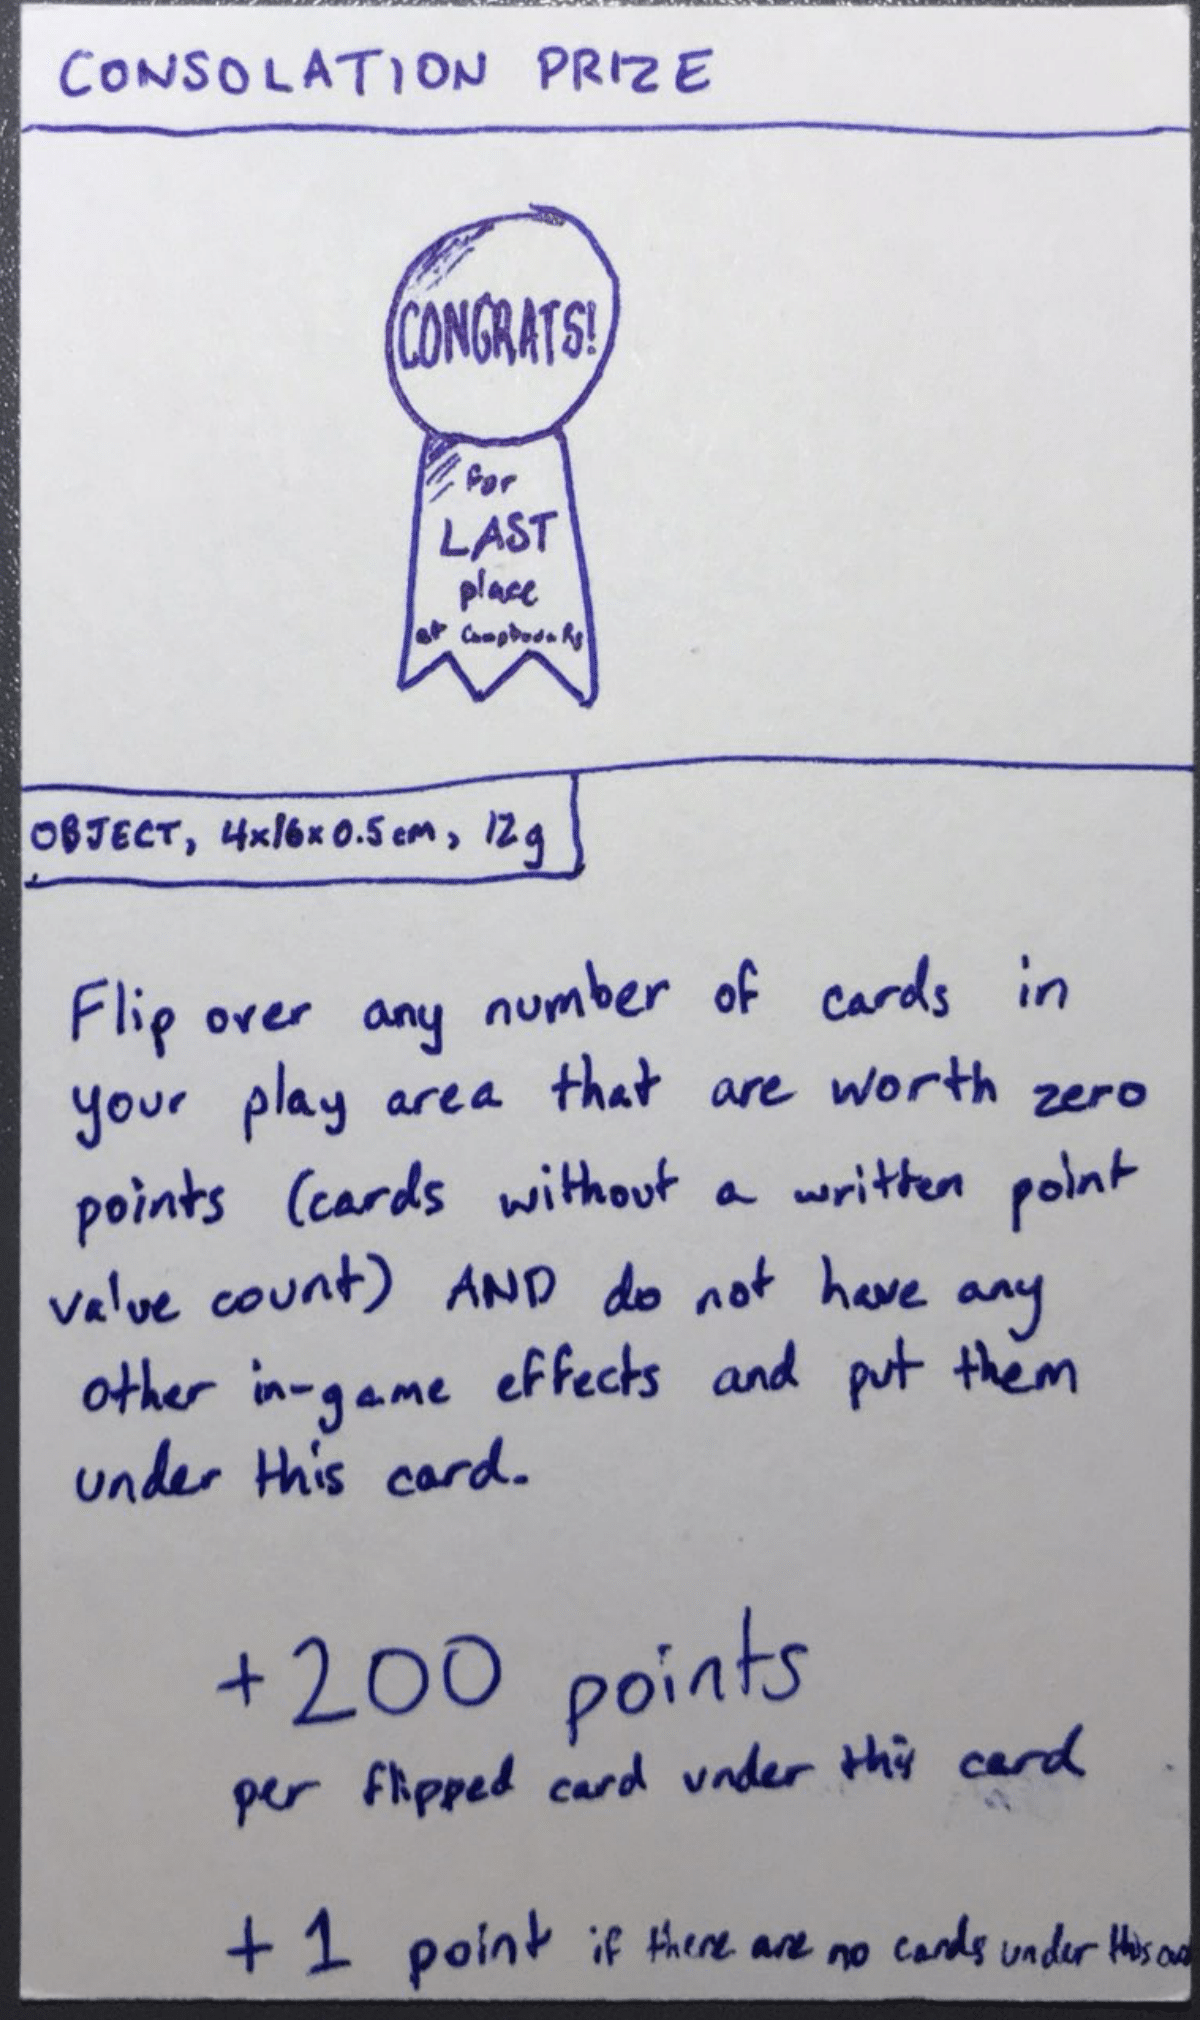 CONSOLATION PRIZE
CONGRATS!
for
LAST
place
at
OBJECT, 4x16x0.5cm, 12g
Flip over any number of cards in
your play area that are worth zero
points (cards without a written point
value count) AND do not have any
other in-game effects and put them
under this card.
+200 points
per flipped card under this card
+1 point if there are no cards under this card